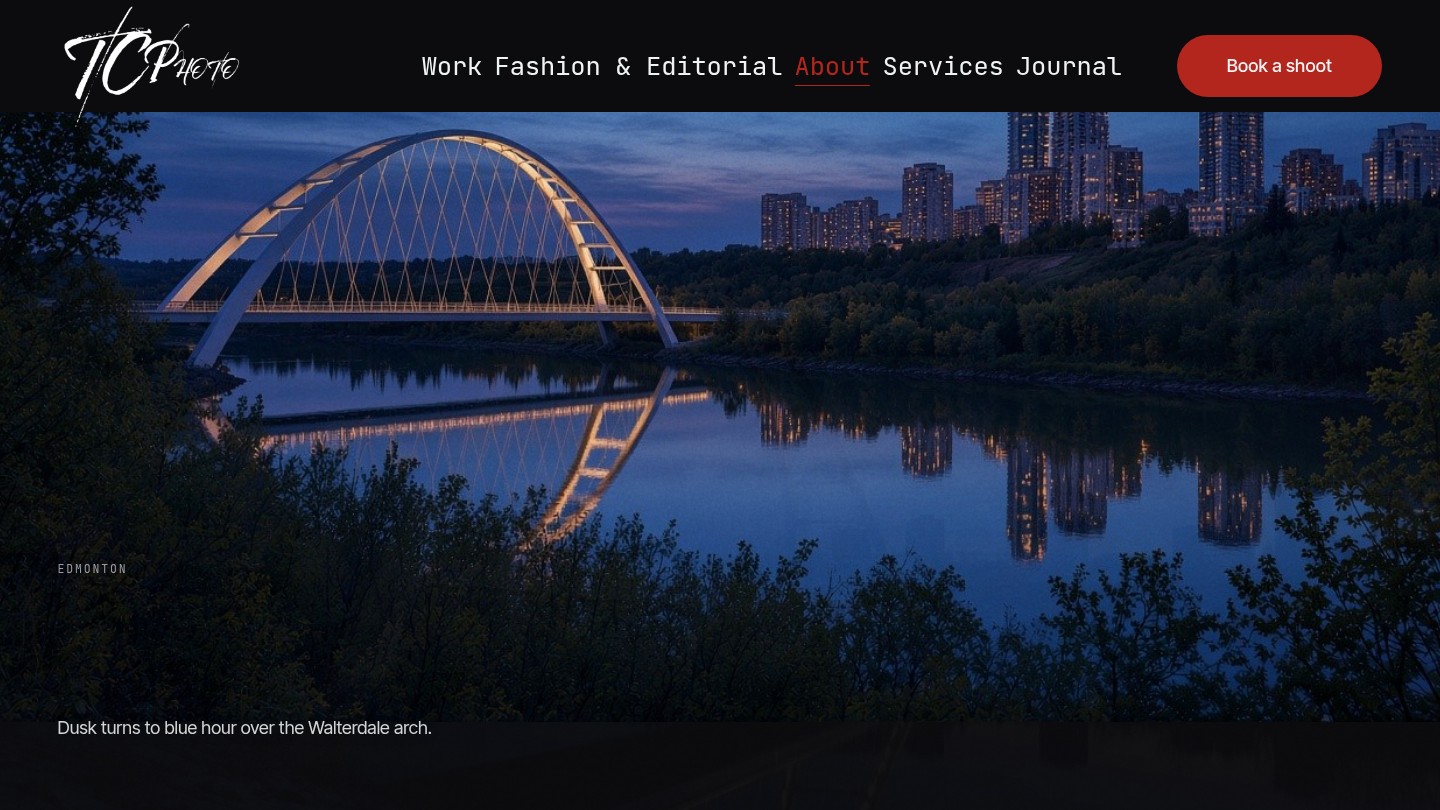 TCPHOTO
Work Fashion & Editorial About Services Journal
Book a shoot
EDMONTON
Dusk turns to blue hour over the Walterdale arch.